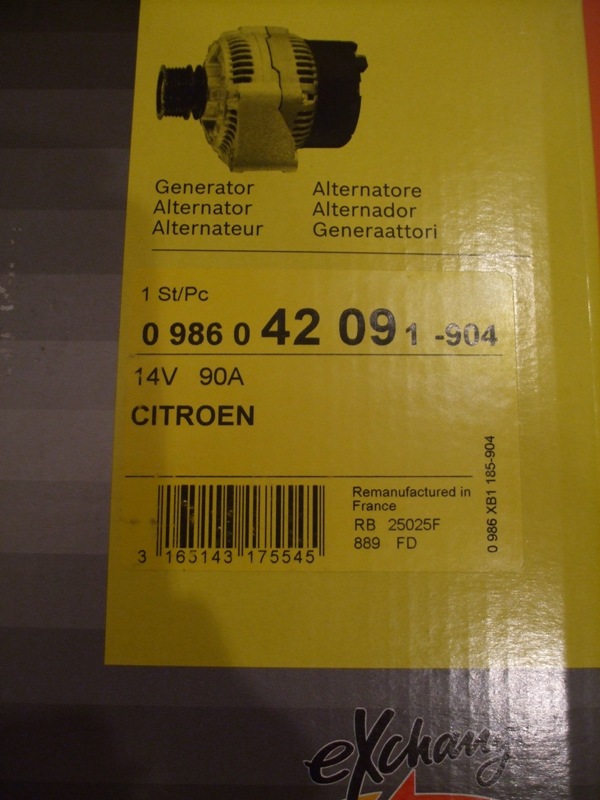 Generator
Alternator
Alternateur
Alternatore
Alternador
Generaattori
1 St/Pc
0 986 0 42 09 1 -904
14V 90A
CITROEN
3 165143 175545
Remanufactured in
France
RB 25025F
889 FD
0 986 XB1 185-904